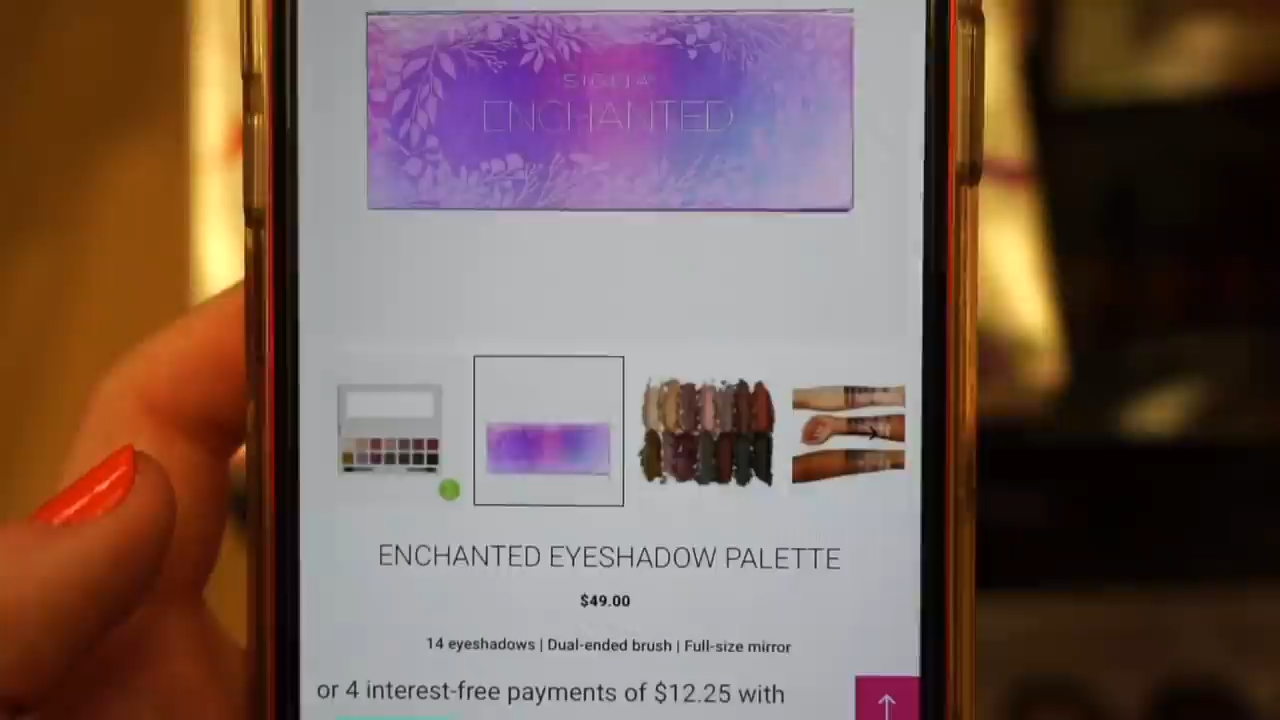 SIGMA
ENCHANTED
ENCHANTED EYESHADOW PALETTE
$49.00
14 eyeshadows | Dual-ended brush | Full-size mirror
or 4 interest-free payments of $12.25 with